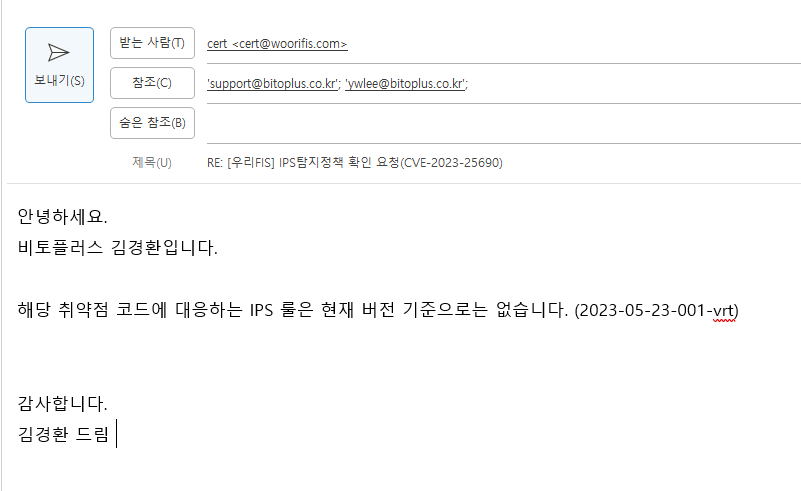 보내기(S)
받는 사람(T)
cert <cert@woorifis.com>
참조(C)
'support@bitoplus.co.kr'; 'ywlee@bitoplus.co.kr';
숨은 참조(B)
제목(U)
RE: [우리FIS] IPS탐지정책 확인 요청(CVE-2023-25690)
안녕하세요.
비토플러스 김경환입니다.
해당 취약점 코드에 대응하는 IPS 룰은 현재 버전 기준으로는 없습니다. (2023-05-23-001-vrt)
감사합니다.
김경환 드림